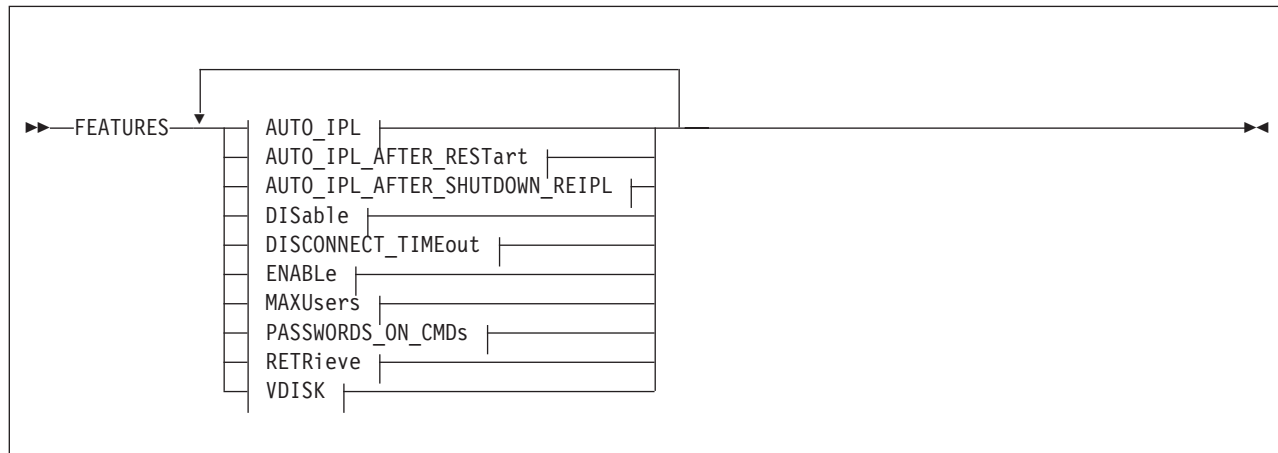 FEATURES
AUTO_IPL
AUTO_IPL_AFTER_RESTart
AUTO_IPL_AFTER_SHUTDOWN_REIPL
DISable
DISCONNECT_TIMEout
ENABLe
MAXUsers
PASSWORDS_ON_CMDs
RETRieve
VDISK